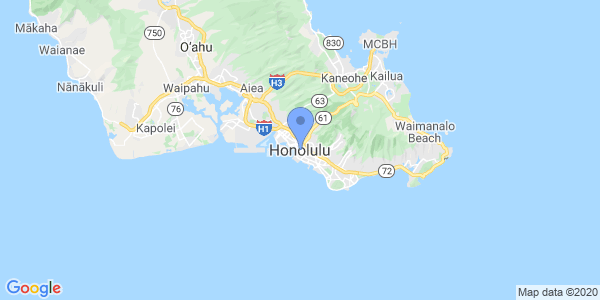 Mākaha
Waianae
Nānākuli
750
O'ahu
Waipahu
76
Kapolei
Aiea
H3
H1
830
MCBH
Kaneohe
Kailua
63
61
Waimanalo
Beach
Honolulu
72
Google
Map data ©2020